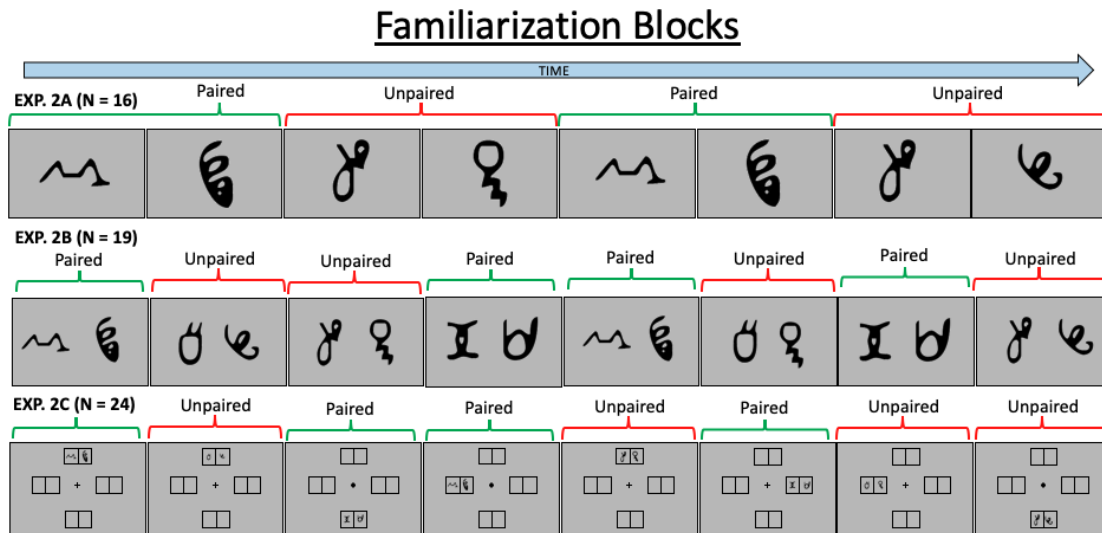 Familiarization Blocks
TIME
EXP. 2A (N = 16)
Paired Unpaired Paired Unpaired
EXP. 2B (N = 19)
Paired Unpaired Unpaired Paired Paired Unpaired Paired Unpaired
EXP. 2C (N = 24)
Unpaired Paired Paired Unpaired Paired Unpaired Unpaired